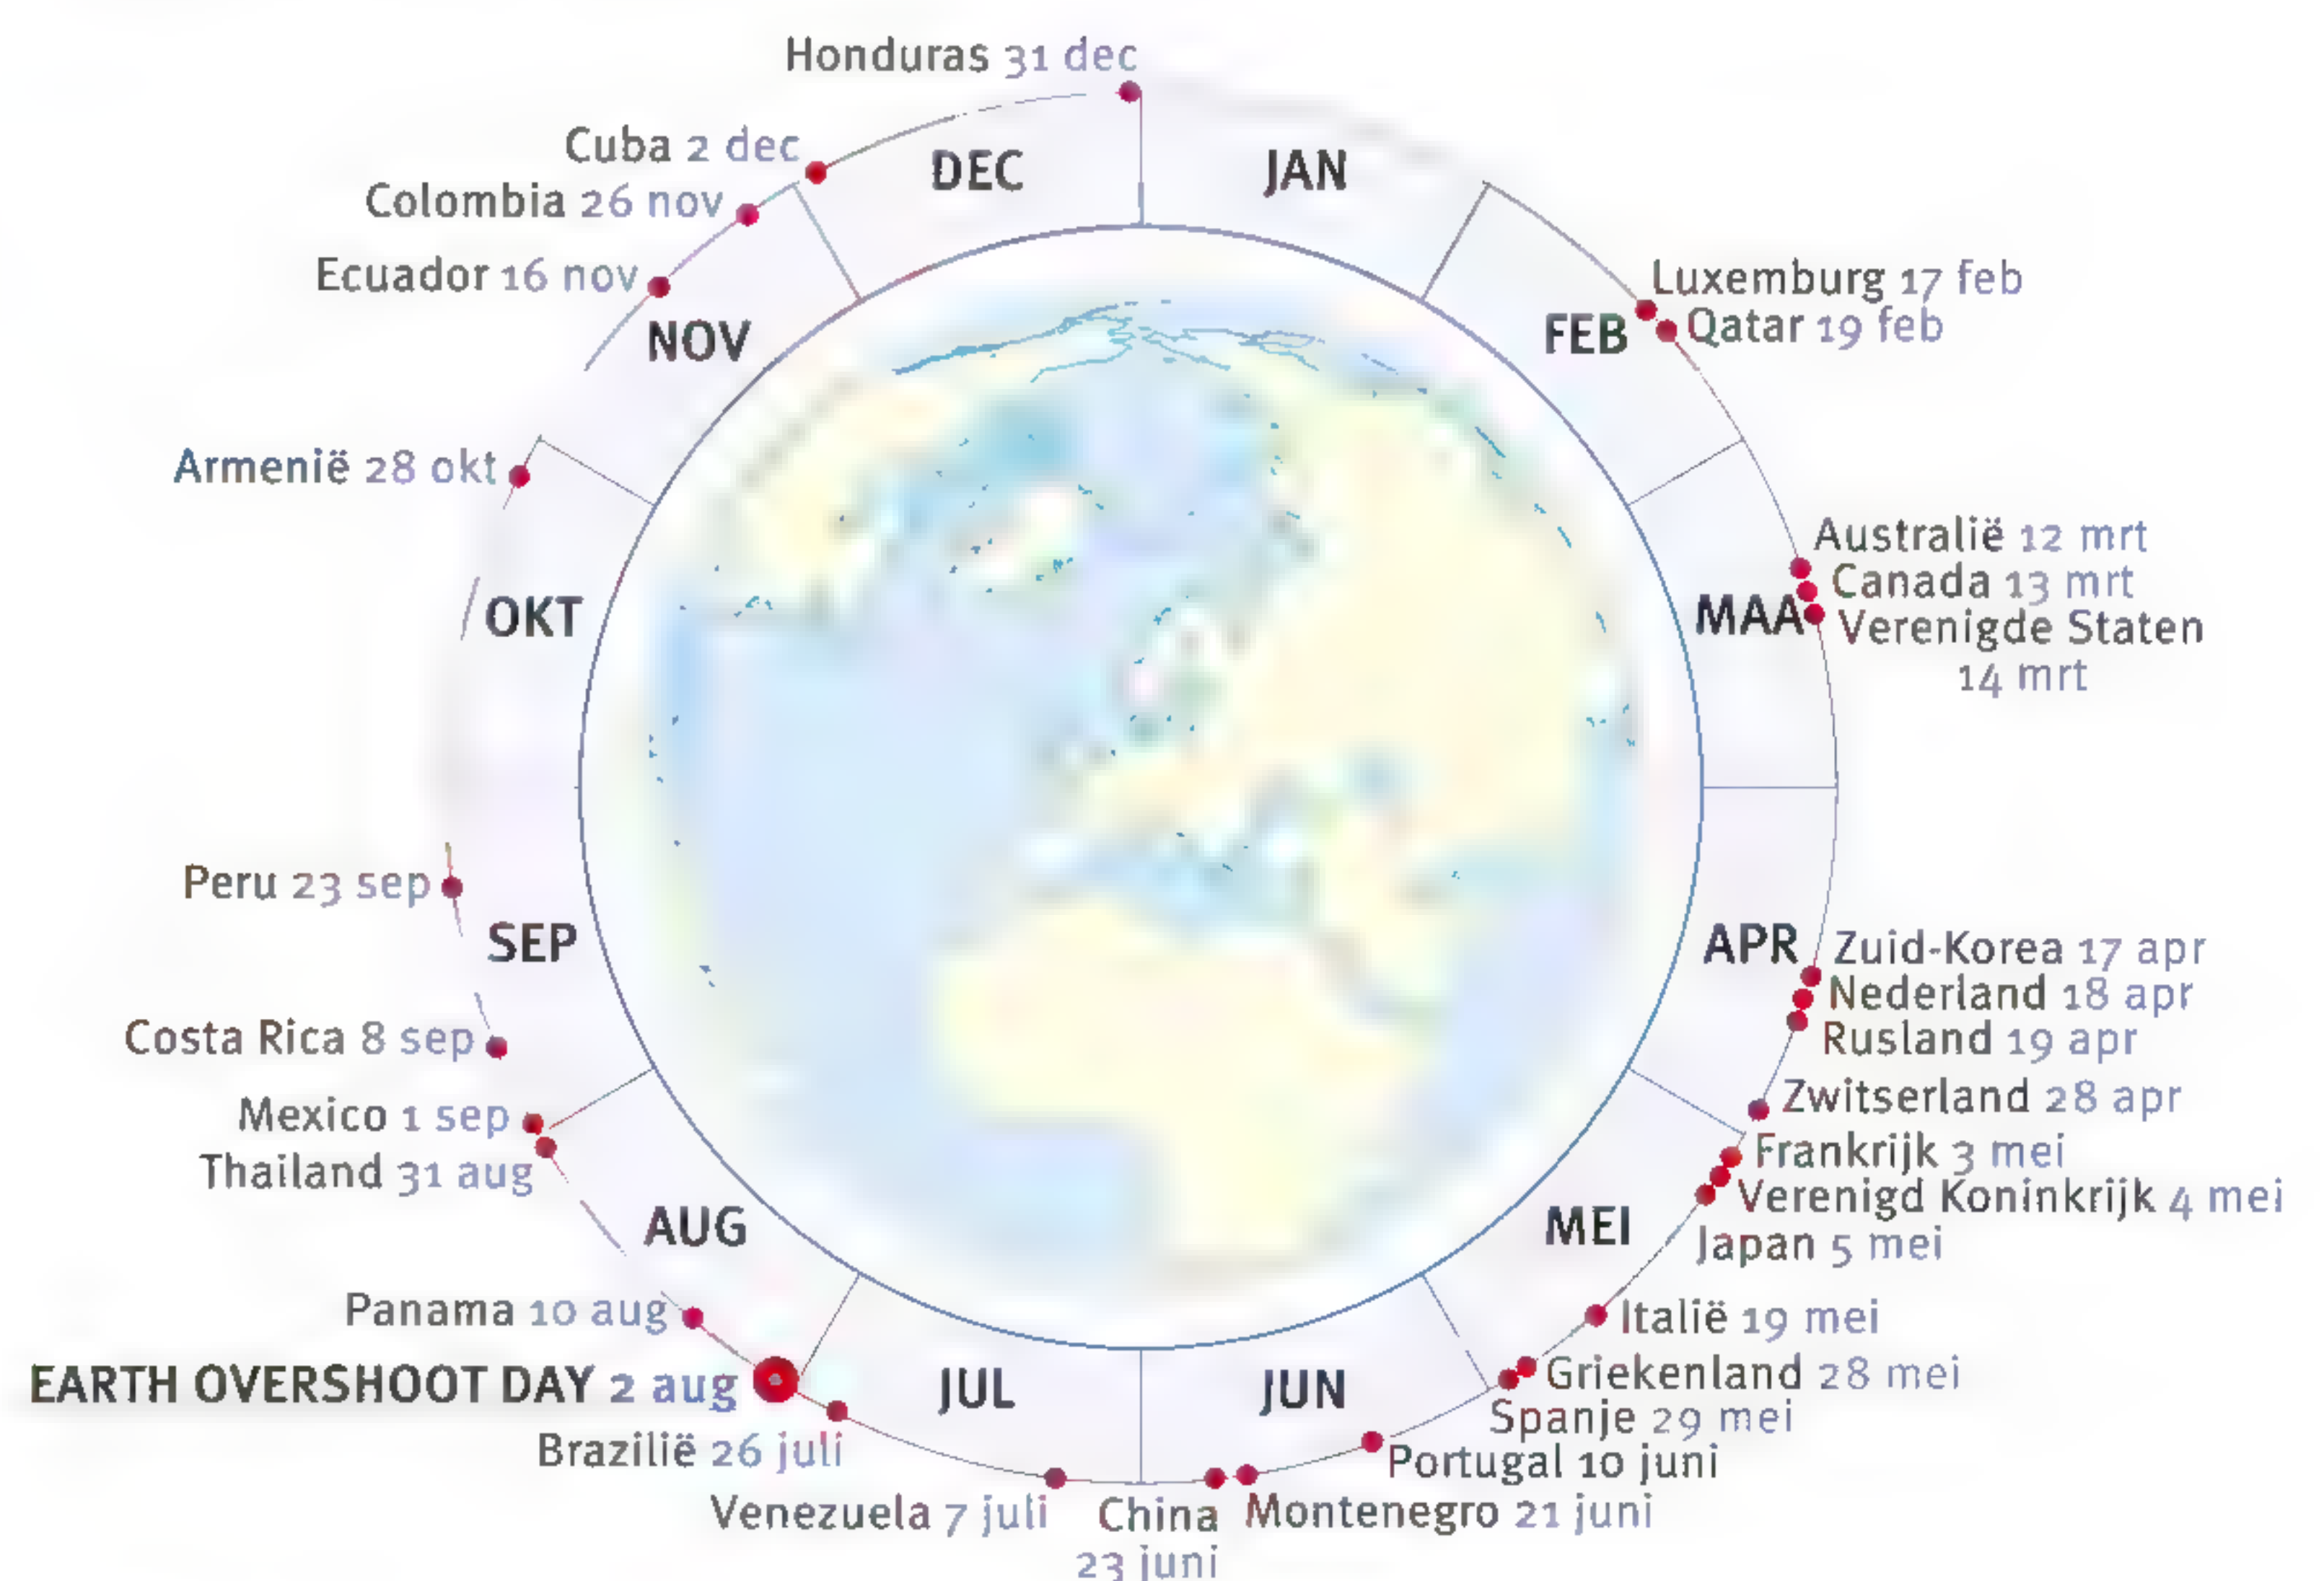 Honduras 31 dec
Cuba 2 dec
Colombia 26 nov
Ecuador 16 nov
Armenië 28 okt
Peru 23 sep
Costa Rica 8 sep
Mexico 1 sep
Thailand 31 aug
Panama 10 aug
EARTH OVERSHOOT DAY 2 aug
Brazilië 26 juli
Venezuela 7 juli
China
23 juni
Montenegro 21 juni
Portugal 10 juni
Spanje 29 mei
Griekenland 28 mei
Italië 19 mei
Japan 5 mei
Verenigd Koninkrijk 4 mei
Frankrijk 3 mei
Zwitserland 28 apr
Rusland 19 apr
Nederland 18 apr
Zuid-Korea 17 apr
Verenigde Staten
14 mrt
Canada 13 mrt
Australië 12 mrt
Qatar 19 feb
Luxemburg 17 feb
JAN
FEB
MAA
APR
MEI
JUN
JUL
AUG
SEP
OKT
NOV
DEC